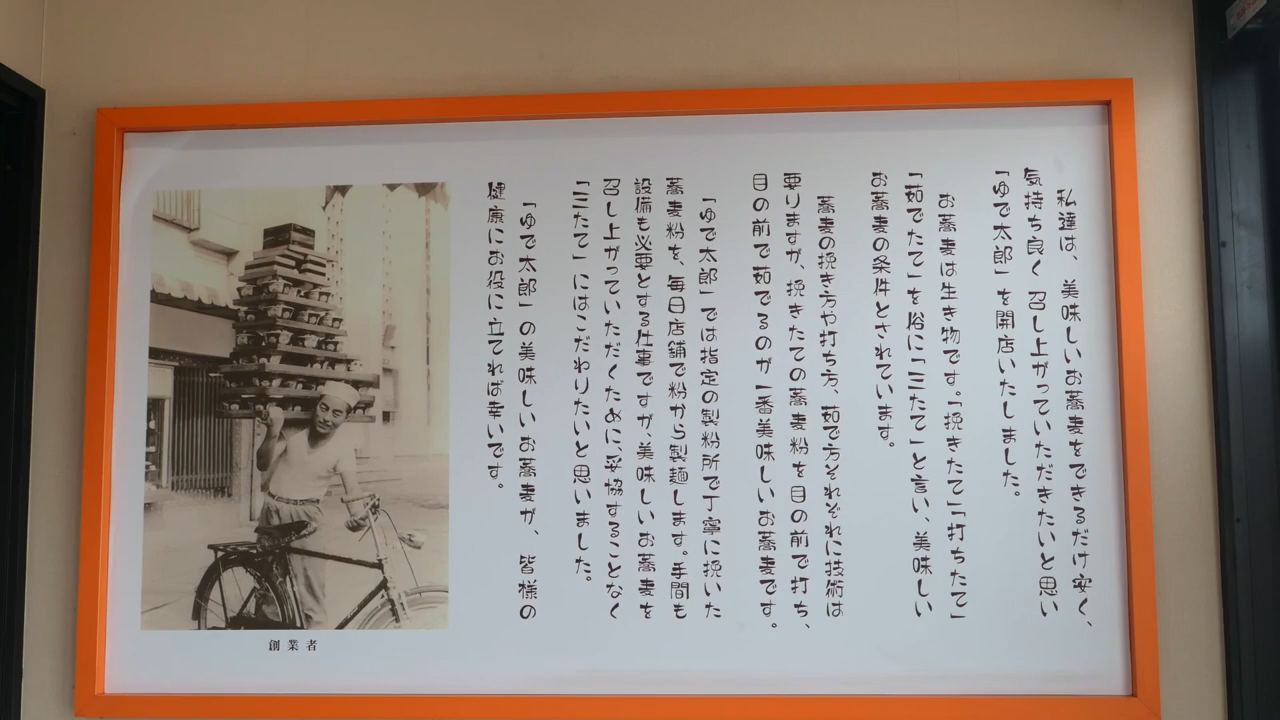 私達は、美味しいお蕎麦をできるだけ安く、
気持ち良く召し上がっていただきたいと思い
「ゆで太郎」を開店いたしました。
お蕎麦は生き物です。「挽きたて」「打ちたて」
「茹でたて」を俗に「三たて」と言い、美味しい
お蕎麦の条件とされています。
蕎麦の挽き方や打ち方、茹で方それぞれに技術は
要りますが、挽きたての蕎麦粉を目の前で打ち、
目の前で茹でるのが一番美味しいお蕎麦です。
「ゆで太郎」では指定の製粉所で丁寧に挽いた
蕎麦粉を、毎日店舗で粉から製麺します。手間も
設備も必要とする仕事ですが、美味しいお蕎麦を
召し上がっていただくために、妥協することなく
「三たて」にはこだわりたいと思いました。
「ゆで太郎」の美味しいお蕎麦が、皆様の
健康にお役に立てれば幸いです。
創業者